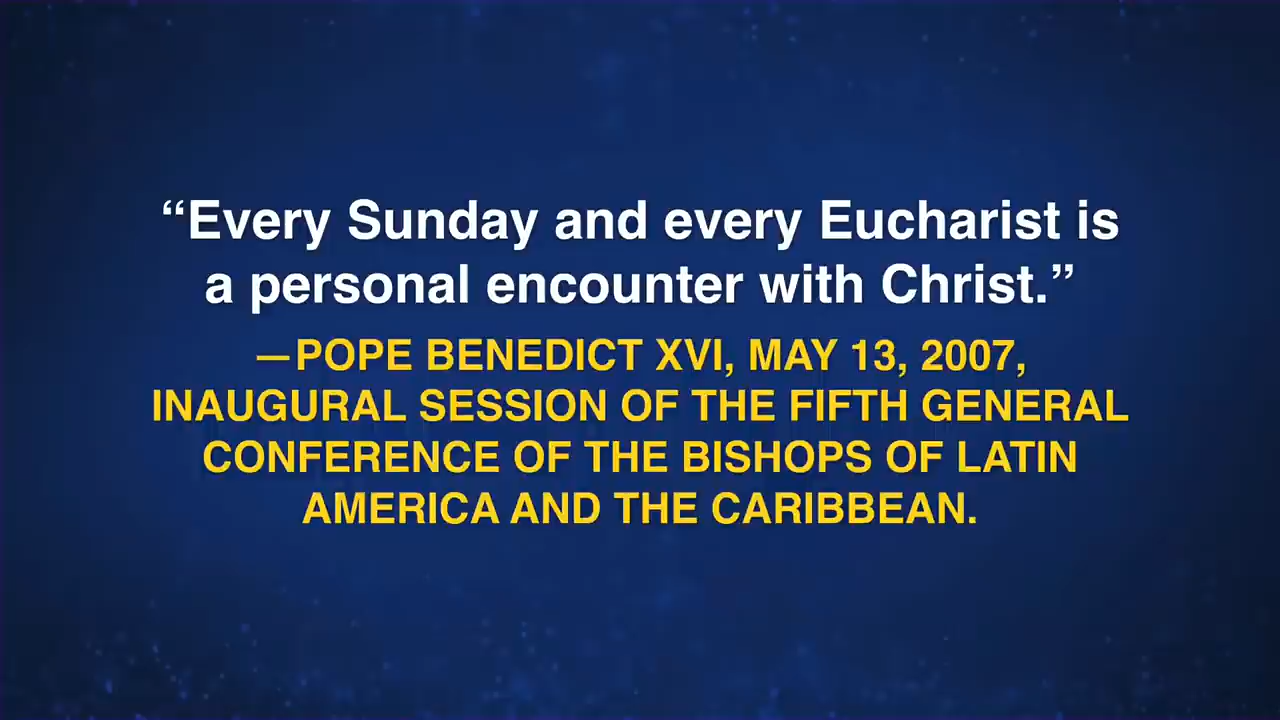 “Every Sunday and every Eucharist is
a personal encounter with Christ.”
—POPE BENEDICT XVI, MAY 13, 2007,
INAUGURAL SESSION OF THE FIFTH GENERAL
CONFERENCE OF THE BISHOPS OF LATIN
AMERICA AND THE CARIBBEAN.